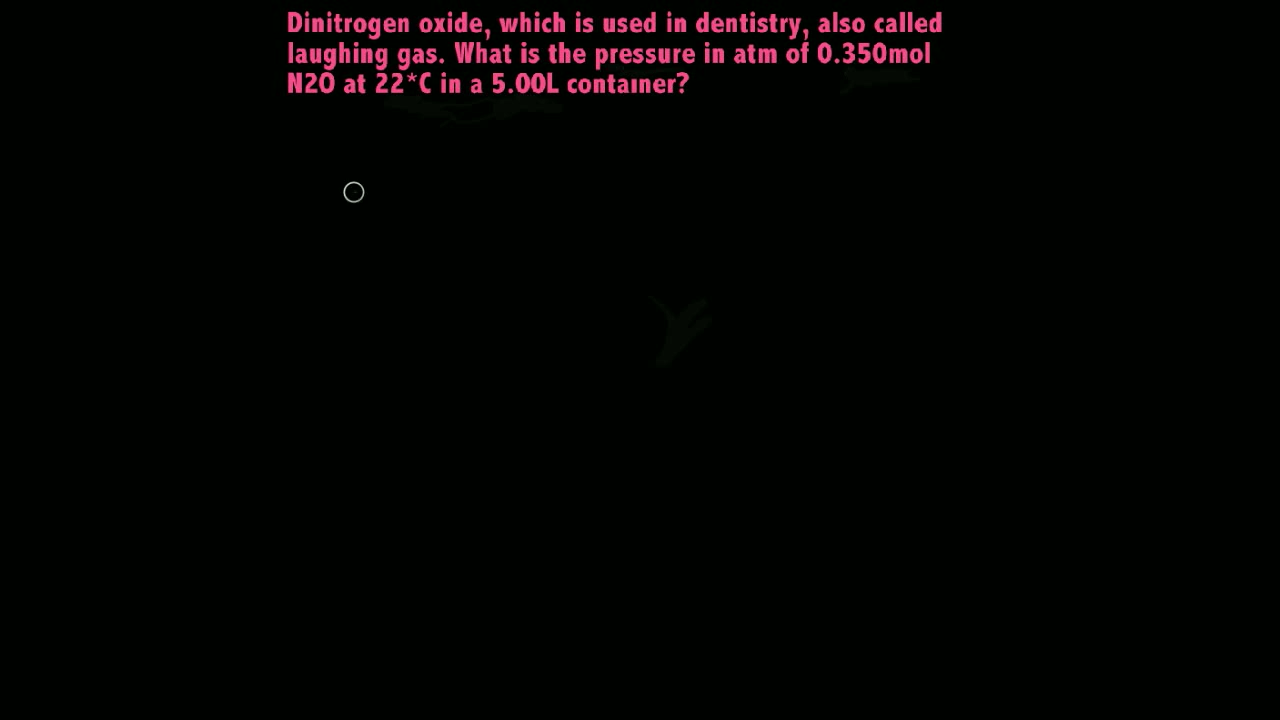 Dinitrogen oxide, which is used in dentistry, also called
laughing gas. What is the pressure in atm of 0.350mol
N2O at 22*C in a 5.00L container?